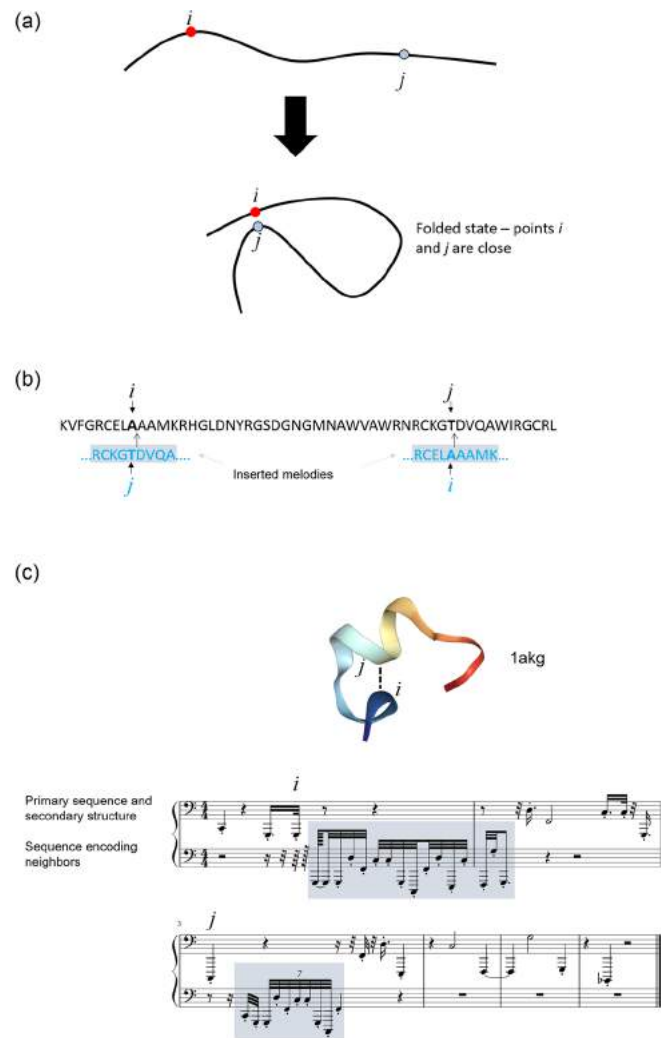 (a)
i
j
i
j
Folded state – points i
and j are close
(b)
i j
KVFGRCELAAAMKRHGLDNYRGSDGNGMNAWVAWRNRCKGTDVQAWIRGCRL
...RCKGTDVQA.... Inserted melodies ...RCELAAAMK...
j i
(c)
1akg
j
i
i
Primary sequence and
secondary structure
Sequence encoding
neighbors
3
j
7